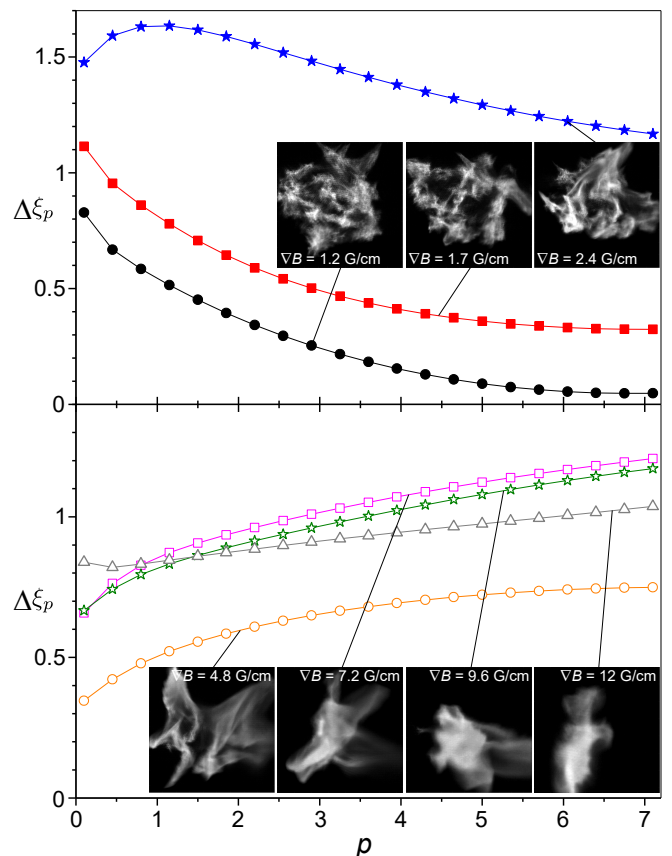 1.5
1
Δξp
0.5
0
∇B = 1.2 G/cm
∇B = 1.7 G/cm
∇B = 2.4 G/cm
1
Δξp
0.5
0
∇B = 4.8 G/cm
∇B = 7.2 G/cm
∇B = 9.6 G/cm
∇B = 12 G/cm
0 1 2 3 4 5 6 7
p